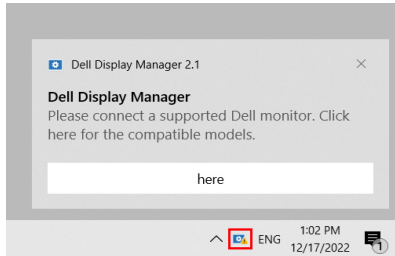 Dell Display Manager 2.1
Dell Display Manager
Please connect a supported Dell monitor. Click
here for the compatible models.
here
ENG
1:02 PM
12/17/2022
1